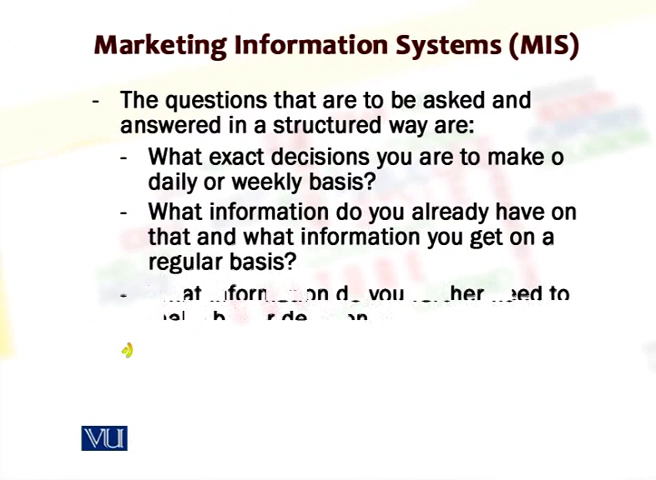 Marketing Information Systems (MIS)
- The questions that are to be asked and
answered in a structured way are:
- What exact decisions you are to make o
daily or weekly basis?
- What information do you already have on
that and what information you get on a
regular basis?
- do you to
VU